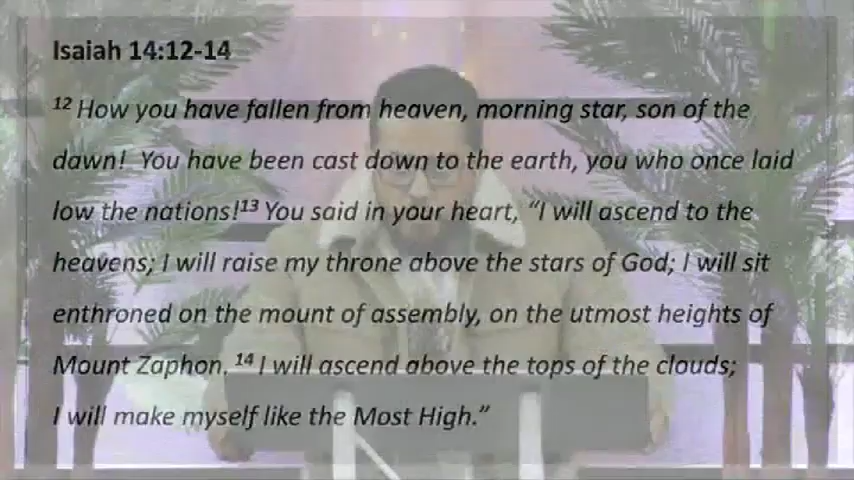 Isaiah 14:12-14
12 How you have fallen from heaven, morning star, son of the
dawn! You have been cast down to the earth, you who once laid
low the nations!13 You said in your heart, “I will ascend to the
heavens; I will raise my throne above the stars of God; I will sit
enthroned on the mount of assembly, on the utmost heights of
Mount Zaphon. 14 I will ascend above the tops of the clouds;
I will make myself like the Most High.”